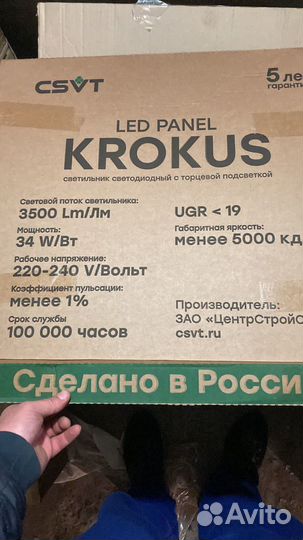 CSVT
5 ле
гаранти
LED PANEL
KROKUS
светильник светодиодный с торцевой подсветкой
Световой поток светильника:
3500 Lm/Лм
Мощность:
34 W/Вт
Рабочее напряжение:
220-240 V/Вольт
Коэффициент пульсации:
менее 1%
Срок службы
100 000 часов
UGR < 19
Габаритная яркость:
менее 5000 кд
Производитель:
ЗАО «ЦентрСтройС
csvt.ru
Сделано в Росси
Avito